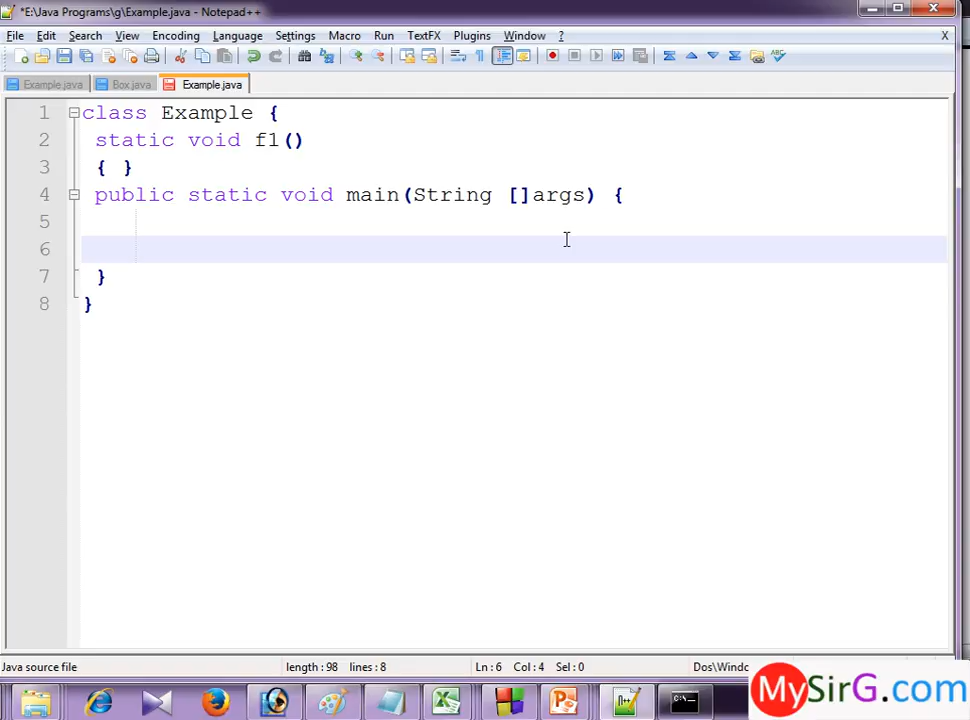 *E:\Java Programs\g\Example.java - Notepad++
File Edit Search View Encoding Language Settings Macro Run TextFX Plugins Window ? X
Example.java Box.java Example.java
1 class Example {
2 static void f1()
3 { }
4 public static void main(String []args) {
5
6
7 }
8 }
Java source file length : 98 lines : 8 Ln : 6 Col : 4 Sel : 0 Dos\Windo
MySirG.com